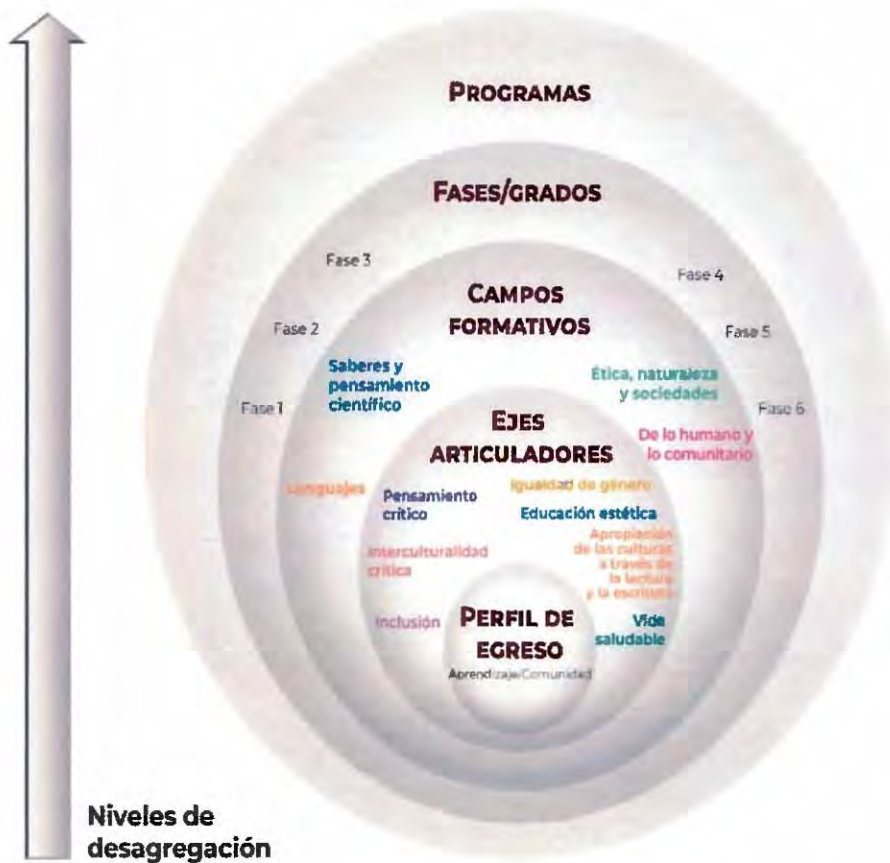 PROGRAMAS
FASES/GRADOS
Fase 3
Fase 4
CAMPOS
FORMATIVOS
Fase 2
Fase 5
Saberes y
pensamiento
científico
Ética, naturaleza
y sociedades
Fase 1
Fase 6
EJES
ARTICULADORES
De lo humano y
lo comunitario
Lenguajes
Pensamiento
crítico
Igualdad de género
Educación estética
Interculturalidad
crítica
Apropiación
de las culturas
a través de
la lectura
y la escritura
Inclusión
PERFIL DE
EGRESO
Vida
saludable
Aprendizaje/Comunidad
Niveles de
desagregación